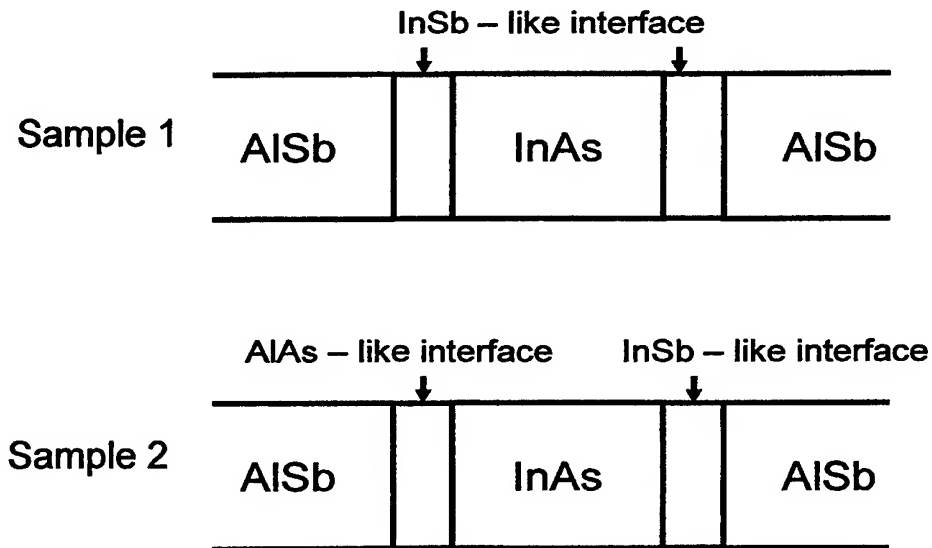 InSb – like interface
Sample 1
AlSb
InAs
AlSb
AlAs – like interface
InSb – like interface
Sample 2
AlSb
InAs
AlSb